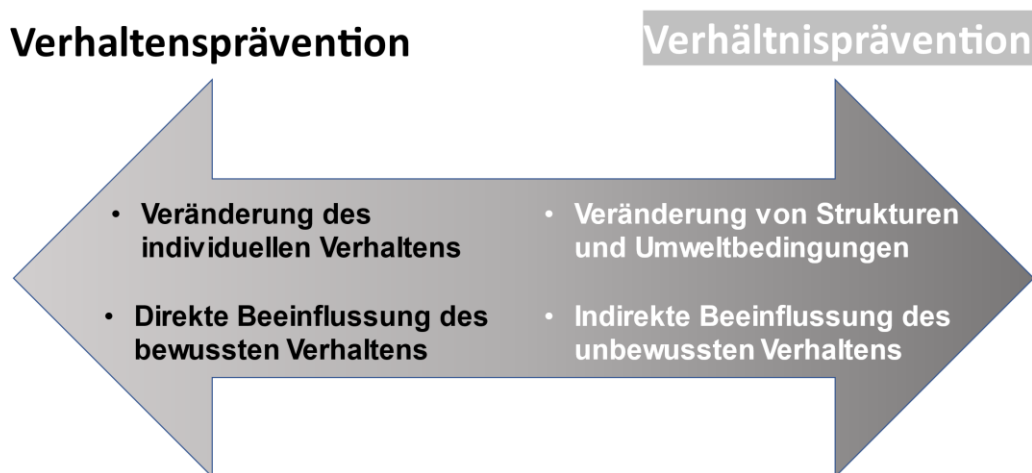 Verhaltensprävention
Verhältnisprävention
• Veränderung des
individuellen Verhaltens
• Direkte Beeinflussung des
bewussten Verhaltens
• Veränderung von Strukturen
und Umweltbedingungen
• Indirekte Beeinflussung des
unbewussten Verhaltens